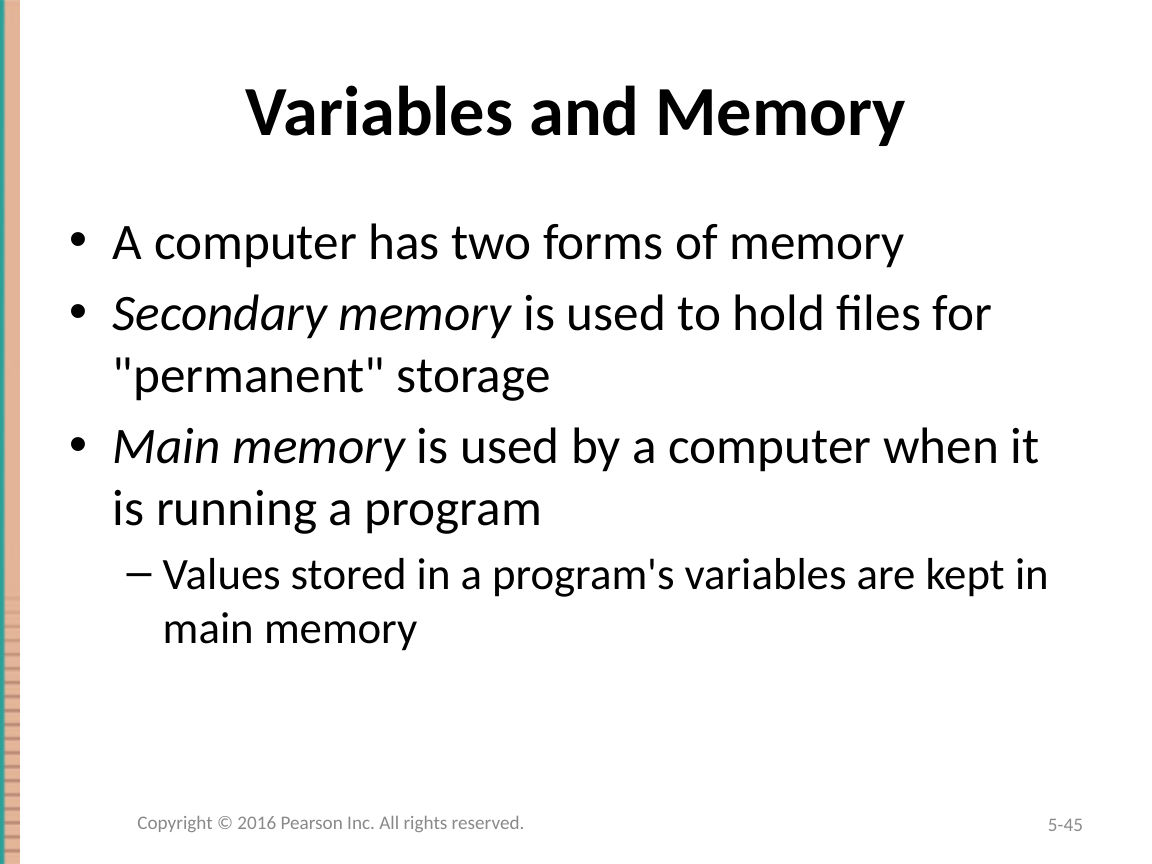 Variables and Memory
• A computer has two forms of memory
• Secondary memory is used to hold files for
"permanent" storage
• Main memory is used by a computer when it
is running a program
– Values stored in a program's variables are kept in
main memory
Copyright © 2016 Pearson Inc. All rights reserved.
5-45